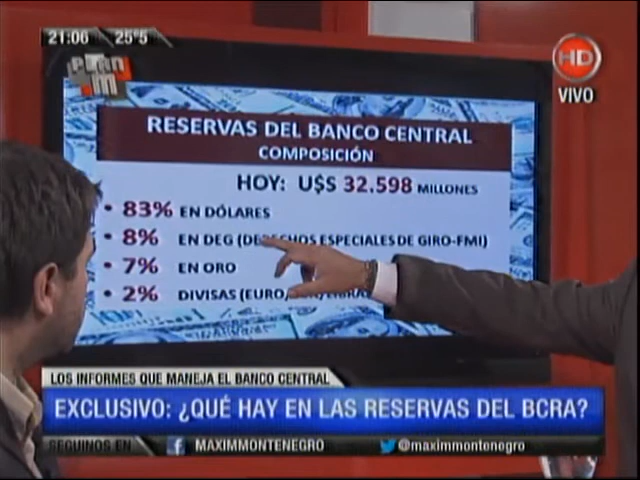 21:06 25°5
PLAN M
HD
VIVO
RESERVAS DEL BANCO CENTRAL
COMPOSICIÓN
HOY: U$S 32.598 MILLONES
• 83% EN DÓLARES
• 8% EN DEG (DERECHOS ESPECIALES DE GIRO-FMI)
• 7% EN ORO
• 2% DIVISAS (EURO,
LOS INFORMES QUE MANEJA EL BANCO CENTRAL
EXCLUSIVO: ¿QUÉ HAY EN LAS RESERVAS DEL BCRA?
SEGUINOS EN MAXIMMONTENEGRO @maximmontenegro